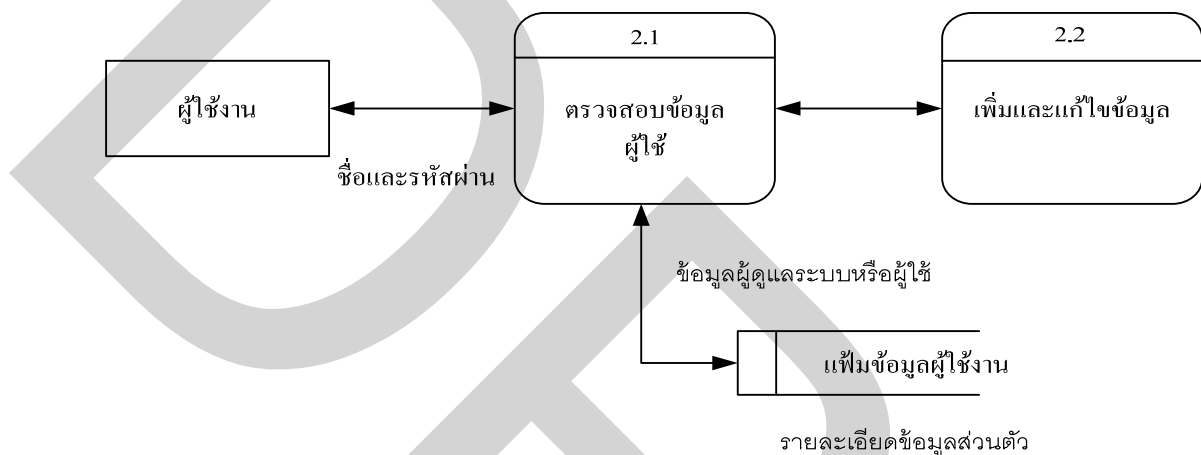 2.1
2.2
ผู้ใช้งาน
ตรวจสอบข้อมูล
ผู้ใช้
เพิ่มและแก้ไขข้อมูล
ชื่อและรหัสผ่าน
ข้อมูลผู้ดูแลระบบหรือผู้ใช้
แฟ้มข้อมูลผู้ใช้งาน
รายละเอียดข้อมูลส่วนตัว